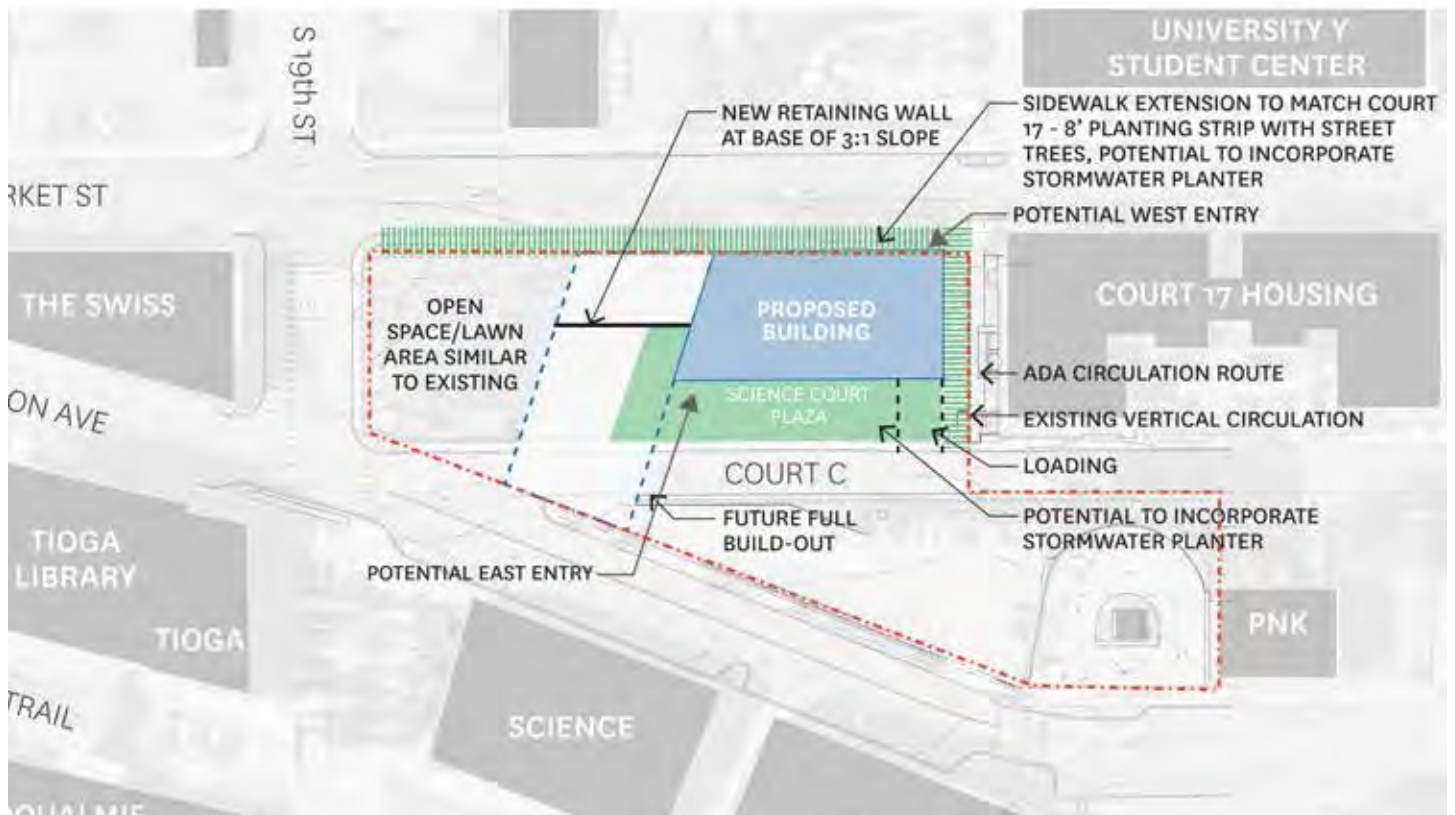 UNIVERSITY Y
STUDENT CENTER
S 19th ST
NEW RETAINING WALL
AT BASE OF 3:1 SLOPE
SIDEWALK EXTENSION TO MATCH COURT
17 - 8' PLANTING STRIP WITH STREET
TREES, POTENTIAL TO INCORPORATE
STORMWATER PLANTER
RKET ST
POTENTIAL WEST ENTRY
THE SWISS
OPEN
SPACE/LAWN
AREA SIMILAR
TO EXISTING
PROPOSED
BUILDING
COURT 17 HOUSING
ADA CIRCULATION ROUTE
SCIENCE COURT
PLAZA
ON AVE
EXISTING VERTICAL CIRCULATION
COURT C
LOADING
FUTURE FULL
BUILD-OUT
POTENTIAL TO INCORPORATE
STORMWATER PLANTER
TIOGA
LIBRARY
POTENTIAL EAST ENTRY
TIOGA
PNK
TRAIL
SCIENCE